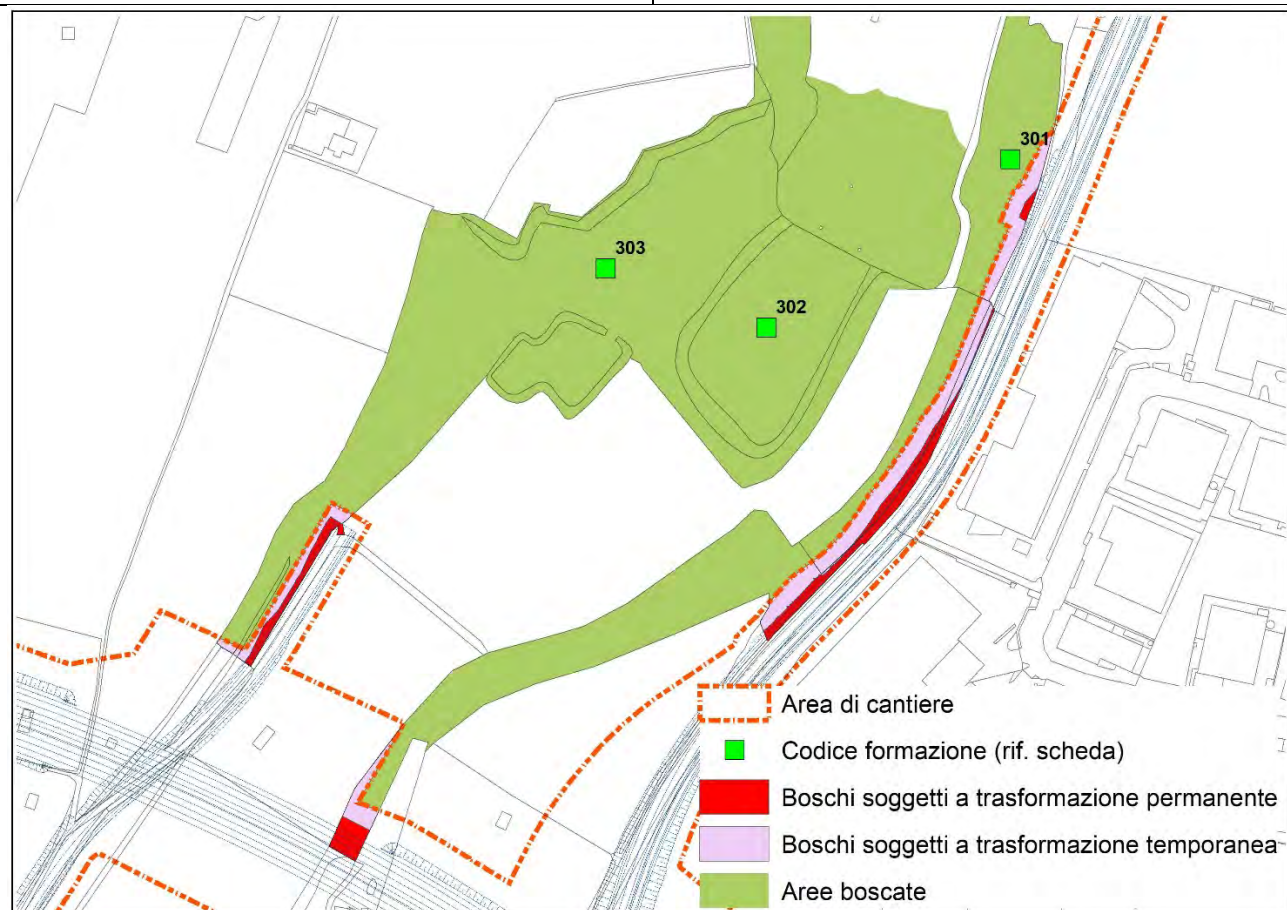 301
303
302
Area di cantiere
Codice formazione (rif. scheda)
Boschi soggetti a trasformazione permanente
Boschi soggetti a trasformazione temporanea
Aree boscate